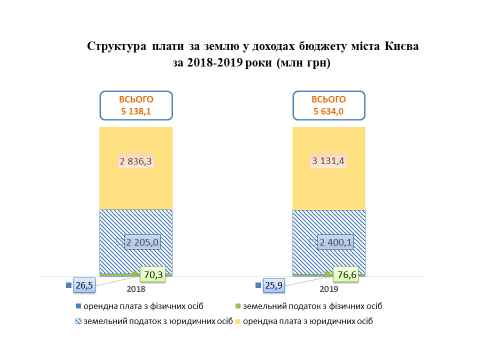 Структура плати за землю у доходах бюджету міста Києва
за 2018-2019 роки (млн грн)
ВСЬОГО
5 138,1
ВСЬОГО
5 634,0
2 836,3
3 131,4
2 205,0
2 400,1
70,3
76,6
26,5
25,9
2018
2019
орендна плата з фізичних осіб
земельний податок з фізичних осіб
земельний податок з юридичних осіб
орендна плата з юридичних осіб